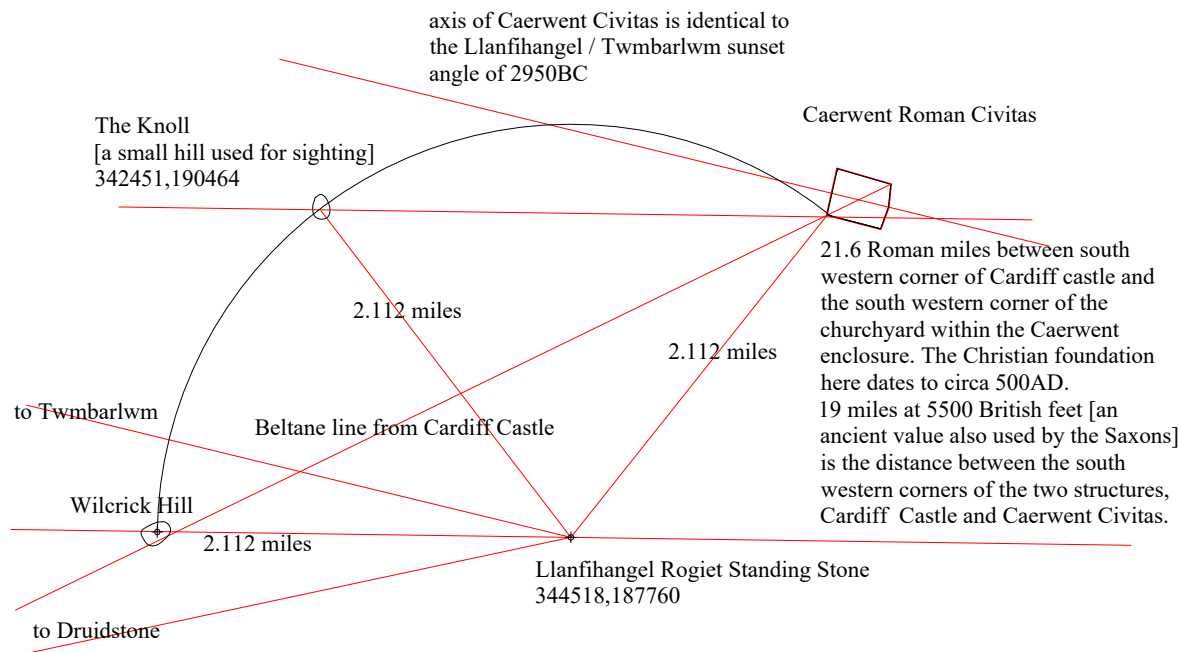 axis of Caerwent Civitas is identical to
the Llanfihangel / Twmbarlwm sunset
angle of 2950BC
Caerwent Roman Civitas
The Knoll
[a small hill used for sighting]
342451,190464
21.6 Roman miles between south
western corner of Cardiff castle and
the south western corner of the
churchyard within the Caerwent
enclosure. The Christian foundation
here dates to circa 500AD.
19 miles at 5500 British feet [an
ancient value also used by the Saxons]
is the distance between the south
western corners of the two structures,
Cardiff Castle and Caerwent Civitas.
2.112 miles
2.112 miles
to Twmbarlwm
Beltane line from Cardiff Castle
Wilcrick Hill
2.112 miles
Llanfihangel Rogiet Standing Stone
344518,187760
to Druidstone